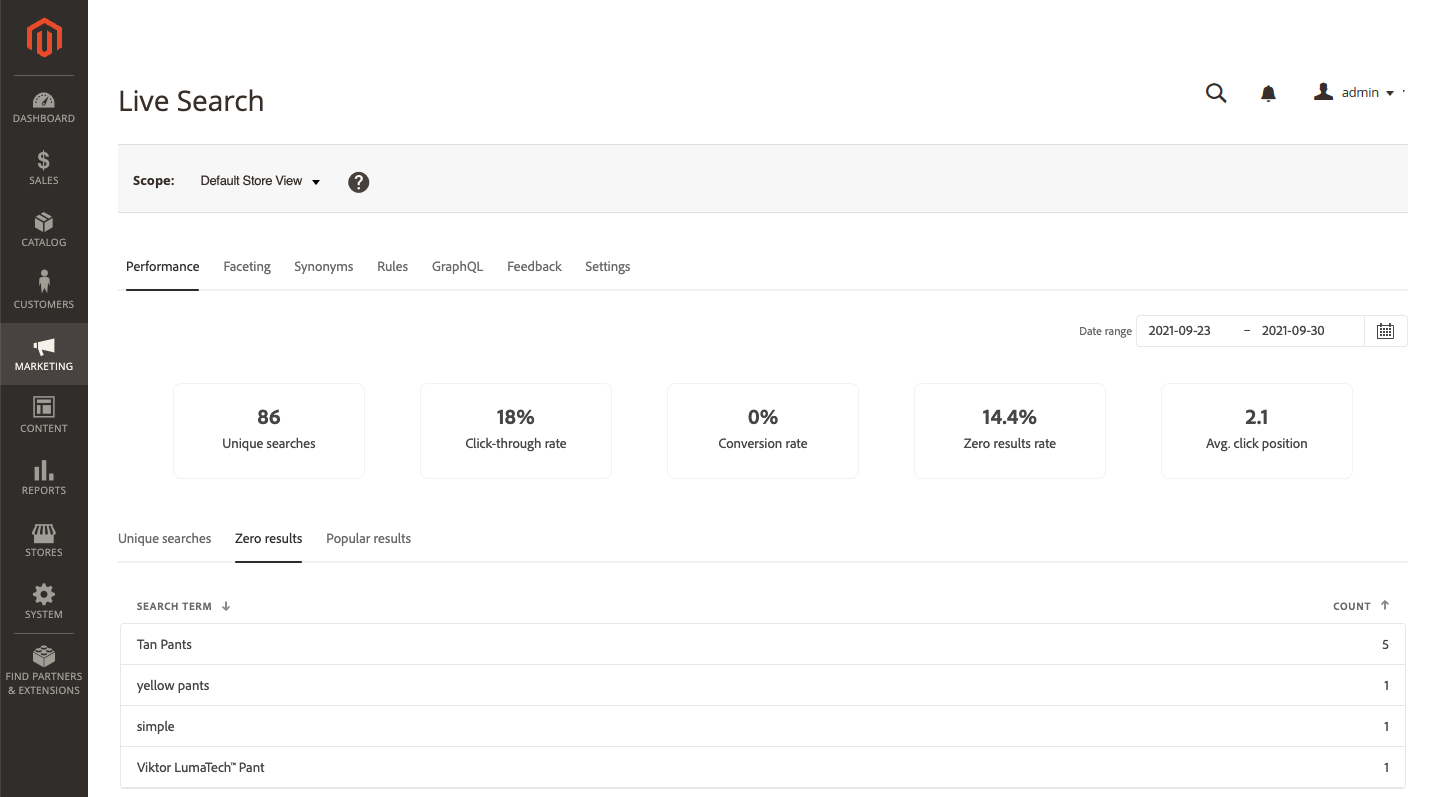 DASHBOARD
SALES
CATALOG
CUSTOMERS
MARKETING
CONTENT
REPORTS
STORES
SYSTEM
FIND PARTNERS
& EXTENSIONS
Live Search
admin
Scope: Default Store View ?
Performance Faceting Synonyms Rules GraphQL Feedback Settings
Date range 2021-09-23 – 2021-09-30
86 18% 0% 14.4% 2.1
Unique searches Click-through rate Conversion rate Zero results rate Avg. click position
Unique searches Zero results Popular results
SEARCH TERM COUNT
Tan Pants 5
yellow pants 1
simple 1
Viktor LumaTech™ Pant 1